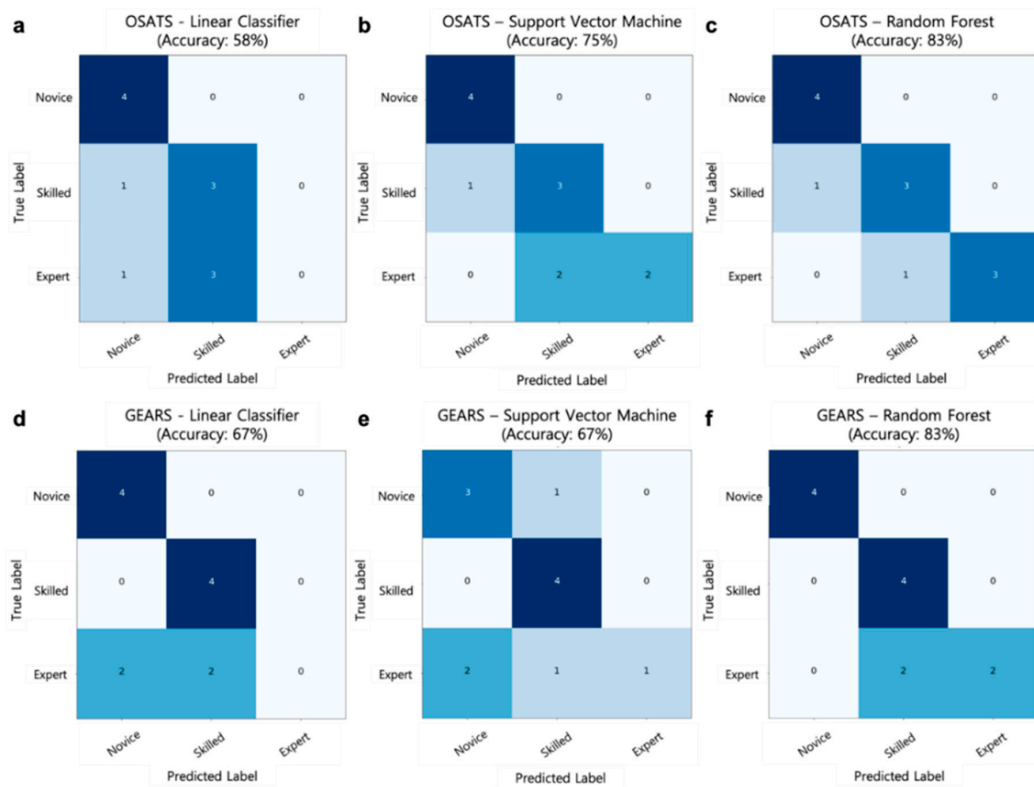 a
OSATS - Linear Classifier
(Accuracy: 58%)
True Label
Novice
4 0 0
Skilled
1 3 0
Expert
1 3 0
Novice Skilled Expert
Predicted Label
b
OSATS – Support Vector Machine
(Accuracy: 75%)
True Label
Novice
4 0 0
Skilled
1 3 0
Expert
0 2 2
Novice Skilled Expert
Predicted Label
c
OSATS – Random Forest
(Accuracy: 83%)
True Label
Novice
4 0 0
Skilled
1 3 0
Expert
0 1 3
Novice Skilled Expert
Predicted Label
d
GEARS - Linear Classifier
(Accuracy: 67%)
True Label
Novice
4 0 0
Skilled
0 4 0
Expert
2 2 0
Novice Skilled Expert
Predicted Label
e
GEARS – Support Vector Machine
(Accuracy: 67%)
True Label
Novice
3 1 0
Skilled
0 4 0
Expert
2 1 1
Novice Skilled Expert
Predicted Label
f
GEARS – Random Forest
(Accuracy: 83%)
True Label
Novice
4 0 0
Skilled
0 4 0
Expert
0 2 2
Novice Skilled Expert
Predicted Label